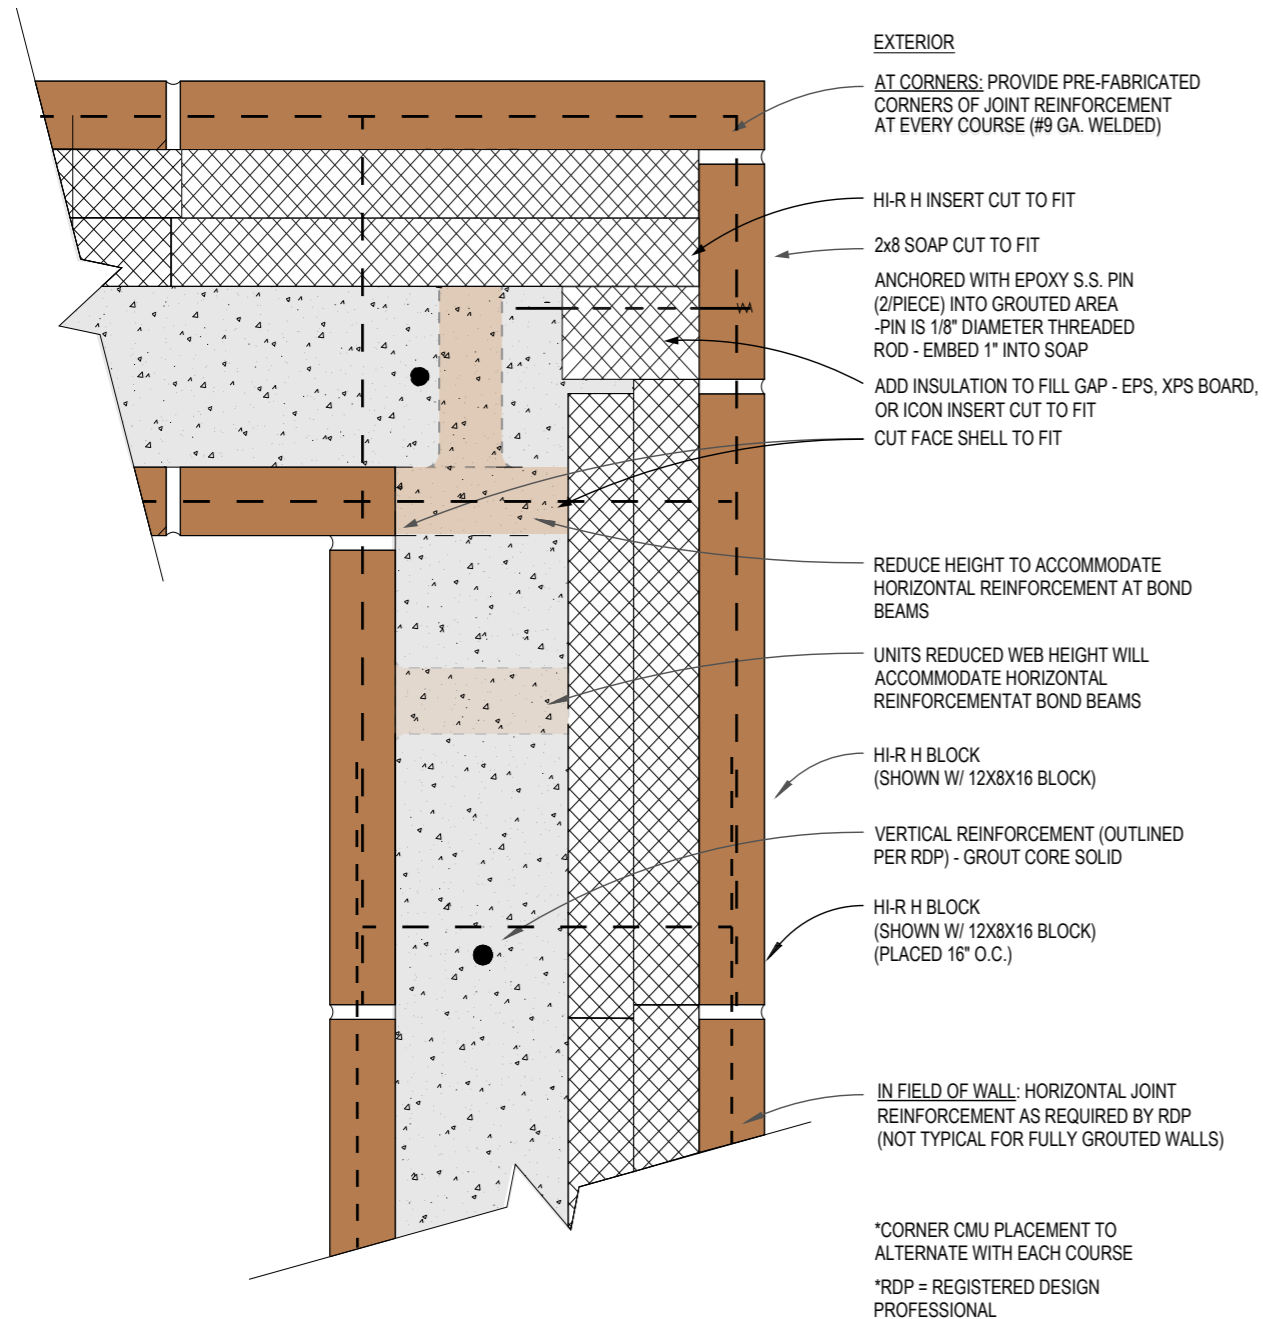 EXTERIOR
AT CORNERS: PROVIDE PRE-FABRICATED
CORNERS OF JOINT REINFORCEMENT
AT EVERY COURSE (#9 GA. WELDED)
HI-R H INSERT CUT TO FIT
2x8 SOAP CUT TO FIT
ANCHORED WITH EPOXY S.S. PIN
(2/PIECE) INTO GROUTED AREA
-PIN IS 1/8" DIAMETER THREADED
ROD - EMBED 1" INTO SOAP
ADD INSULATION TO FILL GAP - EPS, XPS BOARD,
OR ICON INSERT CUT TO FIT
CUT FACE SHELL TO FIT
REDUCE HEIGHT TO ACCOMMODATE
HORIZONTAL REINFORCEMENT AT BOND
BEAMS
UNITS REDUCED WEB HEIGHT WILL
ACCOMMODATE HORIZONTAL
REINFORCEMENTAT BOND BEAMS
HI-R H BLOCK
(SHOWN W/ 12X8X16 BLOCK)
VERTICAL REINFORCEMENT (OUTLINED
PER RDP) - GROUT CORE SOLID
HI-R H BLOCK
(SHOWN W/ 12X8X16 BLOCK)
(PLACED 16" O.C.)
IN FIELD OF WALL: HORIZONTAL JOINT
REINFORCEMENT AS REQUIRED BY RDP
(NOT TYPICAL FOR FULLY GROUTED WALLS)
*CORNER CMU PLACEMENT TO
ALTERNATE WITH EACH COURSE
*RDP = REGISTERED DESIGN
PROFESSIONAL